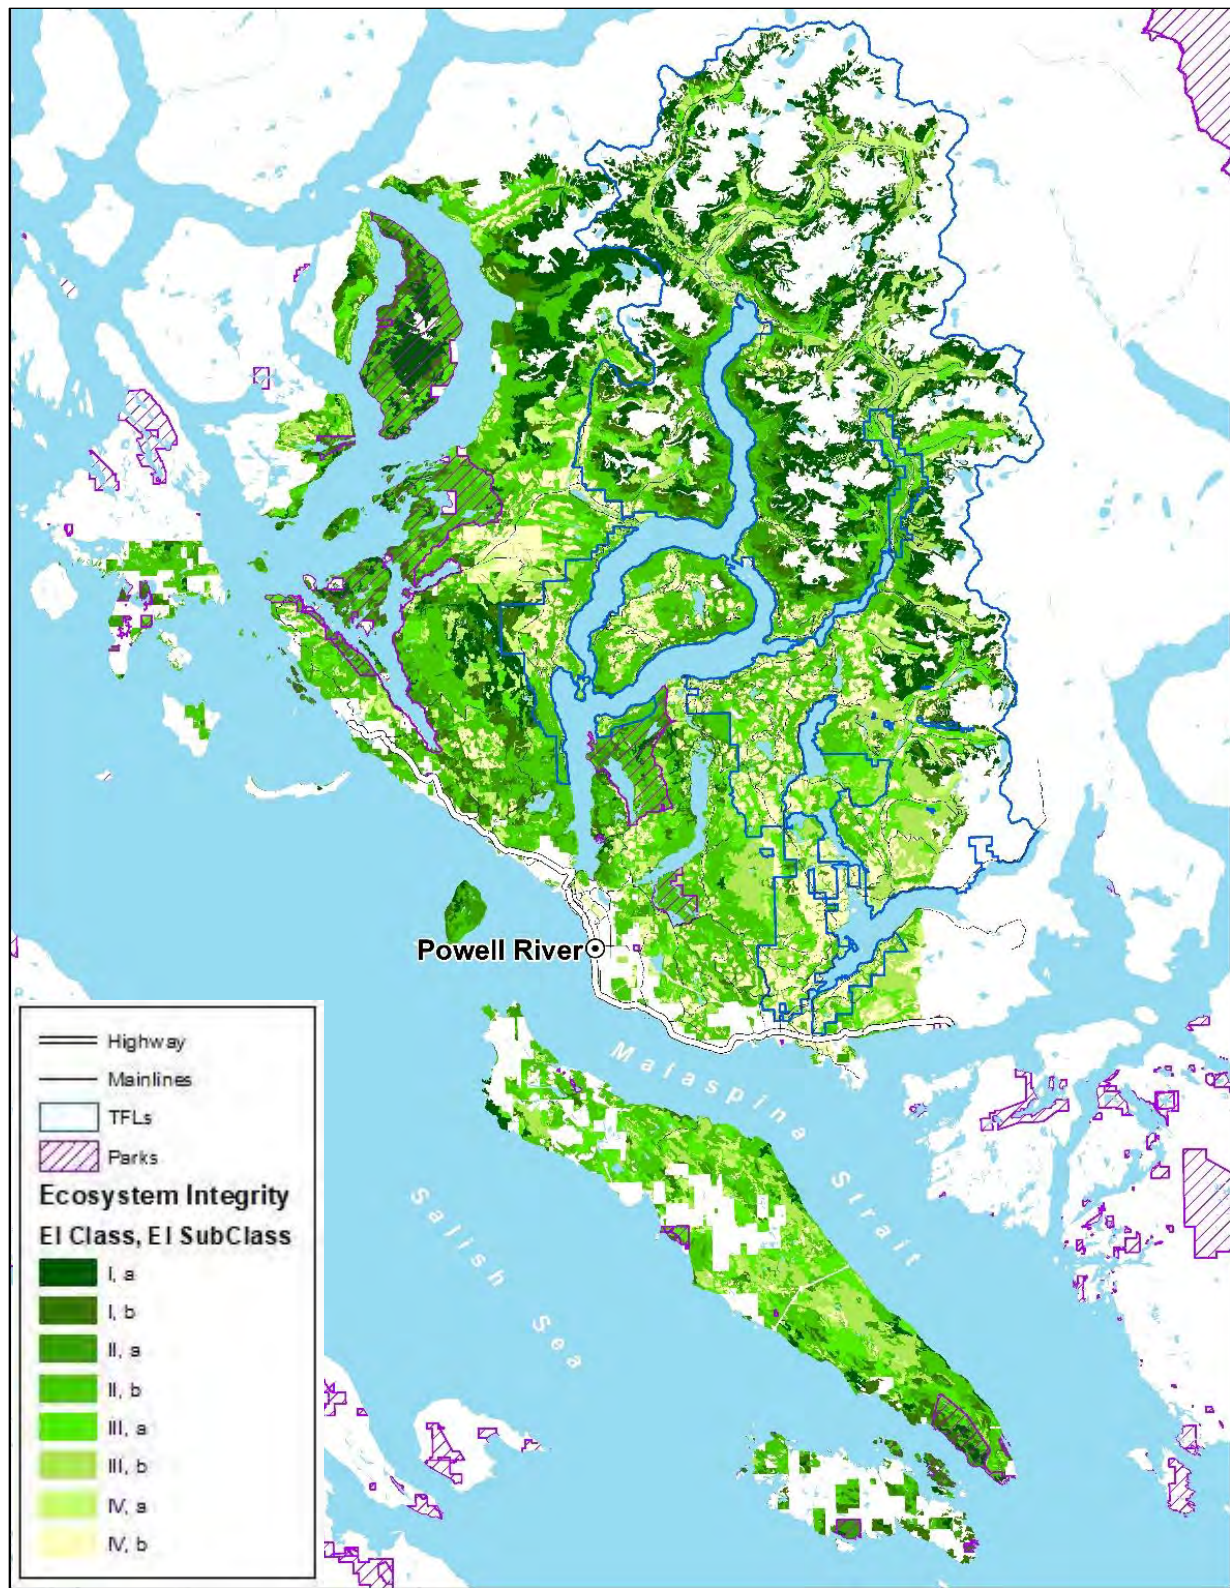 Powell River
Malaspina Strait
Salish Sea
Highway
Mainlines
TFLs
Parks
Ecosystem Integrity
EI Class, EI SubClass
I, a
I, b
II, a
II, b
III, a
III, b
IV, a
IV, b